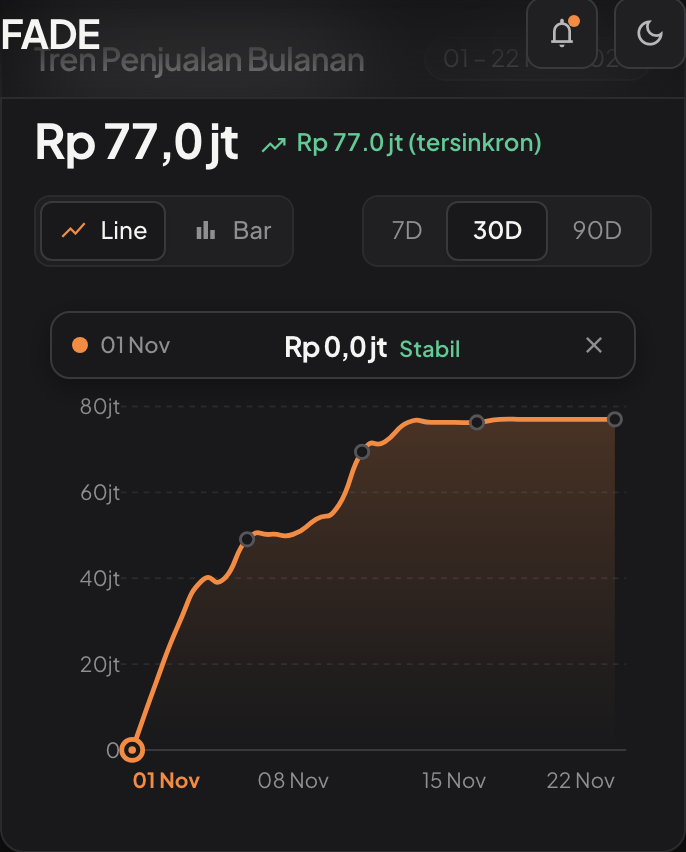 FADE
Tren Penjualan Bulanan
01 – 22
Rp 77,0 jt Rp 77.0 jt (tersinkron)
Line Bar 7D 30D 90D
01 Nov Rp 0,0 jt Stabil
80jt
60jt
40jt
20jt
0
01 Nov 08 Nov 15 Nov 22 Nov